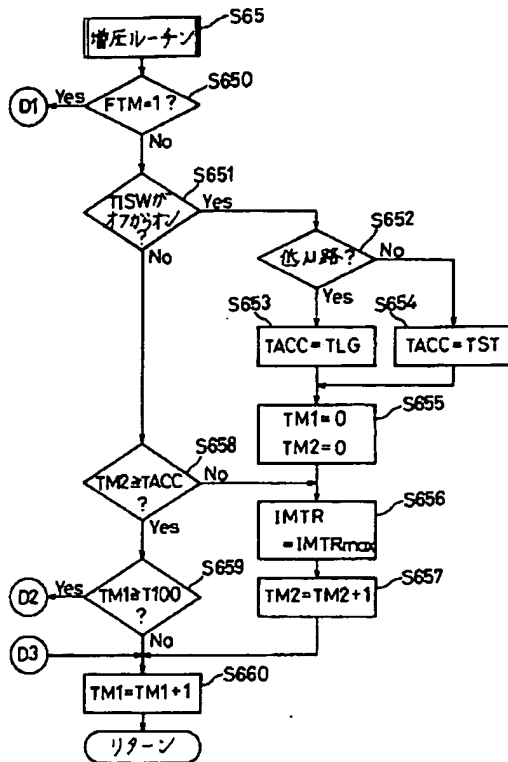 S65
増圧ルーチン
S650
D1
Yes
FTM=1?
No
S651
TISWが
オフからオン
?
Yes
No
S652
低μ路?
No
Yes
S653
TACC=TLG
S654
TACC=TST
S655
TM1=0
TM2=0
S658
TM2≧TACC
?
No
Yes
S656
IMTR
=IMTRmax
S657
TM2=TM2+1
S659
D2
Yes
TM1≧T100
?
No
D3
S660
TM1=TM1+1
リターン